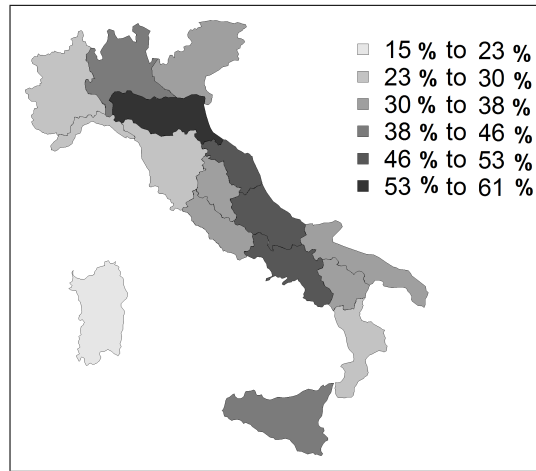 15 % to 23 %
23 % to 30 %
30 % to 38 %
38 % to 46 %
46 % to 53 %
53 % to 61 %